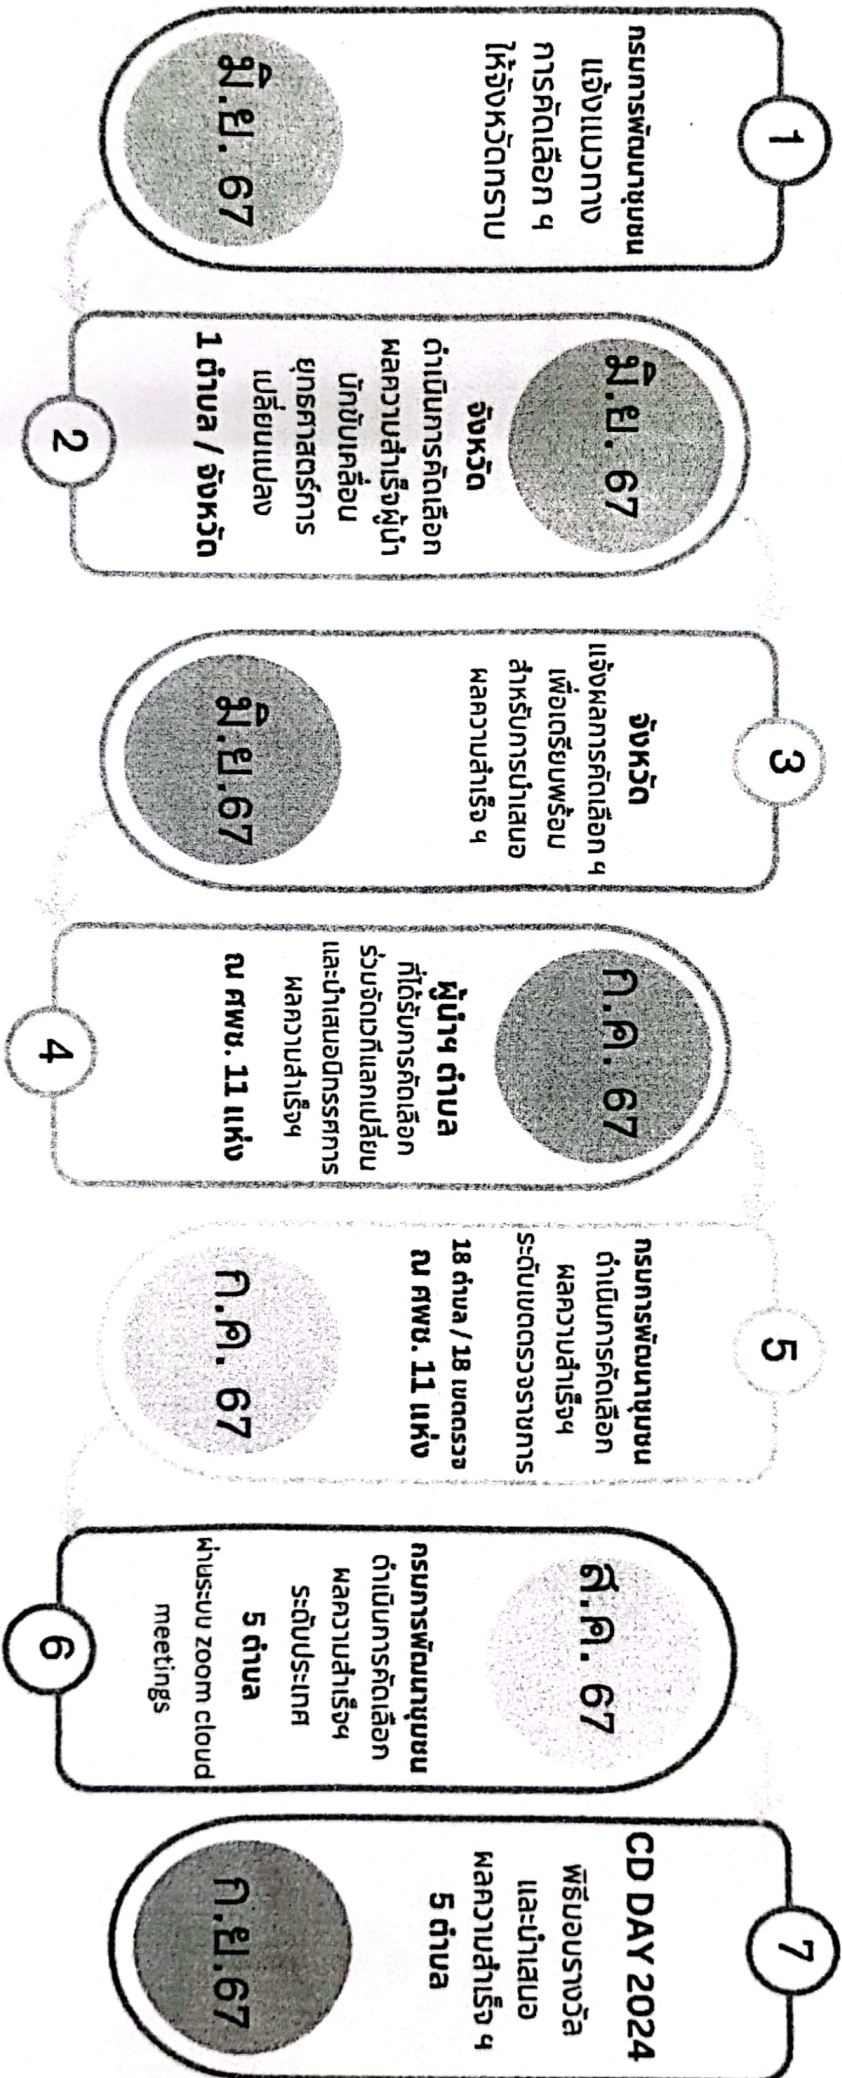 1
กรมการพัฒนาชุมชน
แจ้งแนวทาง
การคัดเลือก ฯ
ให้จังหวัดทราบ
มิ.ย. 67
มิ.ย. 67
จังหวัด
ดำเนินการคัดเลือก
ผลความสำเร็จผู้นำ
นักขับเคลื่อน
ยุทธศาสตร์การ
เปลี่ยนแปลง
1 ตำบล / จังหวัด
2
3
จังหวัด
แจ้งผลการคัดเลือก ฯ
เพื่อเตรียมพร้อม
สำหรับการนำเสนอ
ผลความสำเร็จ ฯ
มิ.ย.67
ก.ค. 67
ผู้นำฯ ตำบล
ที่ได้รับการคัดเลือก
ร่วมจัดเวทีแลกเปลี่ยน
และนำเสนอนิทรรศการ
ผลความสำเร็จฯ
ณ ศพช. 11 แห่ง
4
5
กรมการพัฒนาชุมชน
ดำเนินการคัดเลือก
ผลความสำเร็จฯ
ระดับเขตตรวจราชการ
18 ตำบล / 18 เขตตรวจ
ณ ศพช. 11 แห่ง
ก.ค. 67
ส.ค. 67
กรมการพัฒนาชุมชน
ดำเนินการคัดเลือก
ผลความสำเร็จฯ
ระดับประเทศ
5 ตำบล
ผ่านระบบ zoom cloud
meetings
6
7
CD DAY 2024
พิธีมอบรางวัล
และนำเสนอ
ผลความสำเร็จ ฯ
5 ตำบล
ก.ย.67